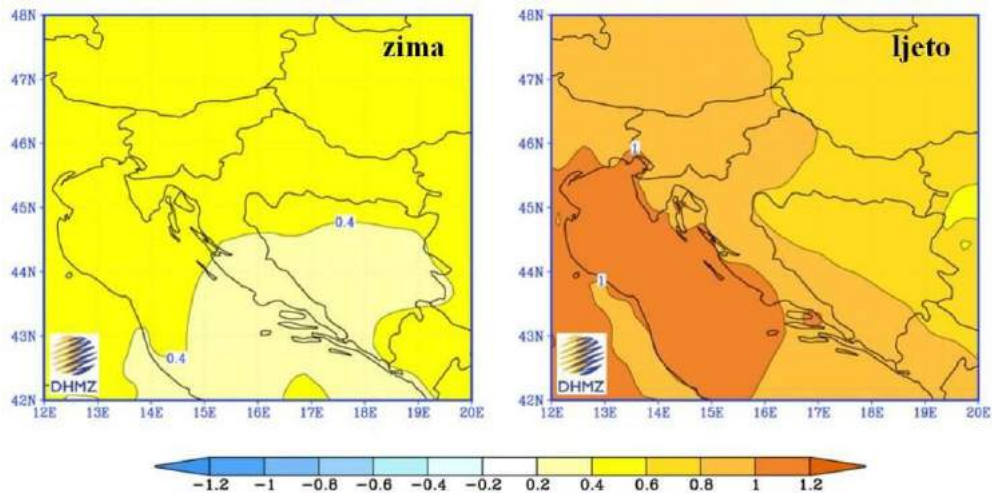 48N
zima
47N
46N
45N
0.4
44N
43N
0.4
DHMZ
42N
12E 13E 14E 15E 16E 17E 18E 19E 20E
48N
ljeto
47N
46N
1
45N
44N
1
43N
DHMZ
42N
12E 13E 14E 15E 16E 17E 18E 19E 20E
-1.2 -1 -0.8 -0.6 -0.4 -0.2 0.2 0.4 0.6 0.8 1 1.2